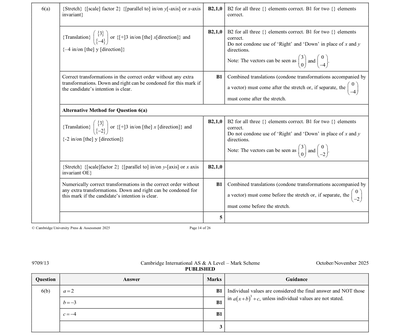 6(a)
{Stretch} {[scale] factor 2} {[parallel to] in/on y[-axis] or x-axis invariant}
B2,1,0
B2 for all three {} elements correct. B1 for two {} elements correct.
{Translation} ({3} {−4}) or {[+]3 in/on [the] x [direction]} and
{−4 in/on [the] y [direction]}
B2,1,0
B2 for all three {} elements correct. B1 for two {} elements correct.
Do not condone use of 'Right' and 'Down' in place of x and y directions.
Note: The vectors can be seen as (3 0) and (0 −4).
Correct transformations in the correct order without any extra transformations. Down and right can be condoned for this mark if the candidate's intention is clear.
B1
Combined translations (condone transformations accompanied by a vector) must come after the stretch or, if separate, the (0 −4) must come after the stretch.
Alternative Method for Question 6(a)
{Translation} ({3} {−2}) or {[+]3 in/on [the] x [direction]} and
{−2 in/on [the] y [direction]}
B2,1,0
B2 for all three {} elements correct. B1 for two {} elements correct.
Do not condone use of 'Right' and 'Down' in place of x and y directions.
Note: The vectors can be seen as (3 0) and (0 −2).
{Stretch} {[scale]factor 2} {[parallel to] in/on y-[axis] or x axis invariant OE}
B2,1,0
Numerically correct transformations in the correct order without any extra transformations. Down and right can be condoned for this mark if the candidate's intention is clear.
B1
Combined translations (condone transformations accompanied by a vector) must come before the stretch or, if separate, the (0 −2) must come before the stretch.
5
© Cambridge University Press & Assessment 2025
Page 14 of 26
9709/13
Cambridge International AS & A Level – Mark Scheme
PUBLISHED
October/November 2025
Question
Answer
Marks
Guidance
6(b)
a = 2
B1
Individual values are considered the final answer and NOT those in a(x + b)² + c, unless individual values are not stated.
b = −3
B1
c = −4
B1
3